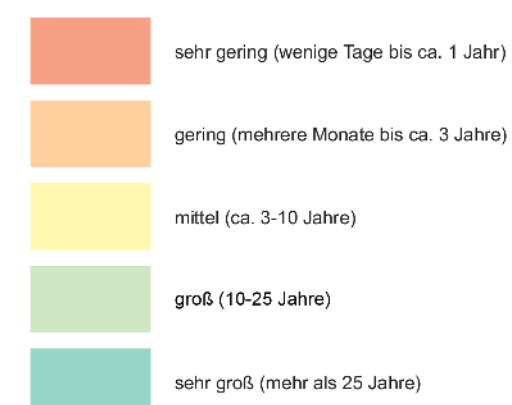 sehr gering (wenige Tage bis ca. 1 Jahr)
gering (mehrere Monate bis ca. 3 Jahre)
mittel (ca. 3-10 Jahre)
groß (10-25 Jahre)
sehr groß (mehr als 25 Jahre)